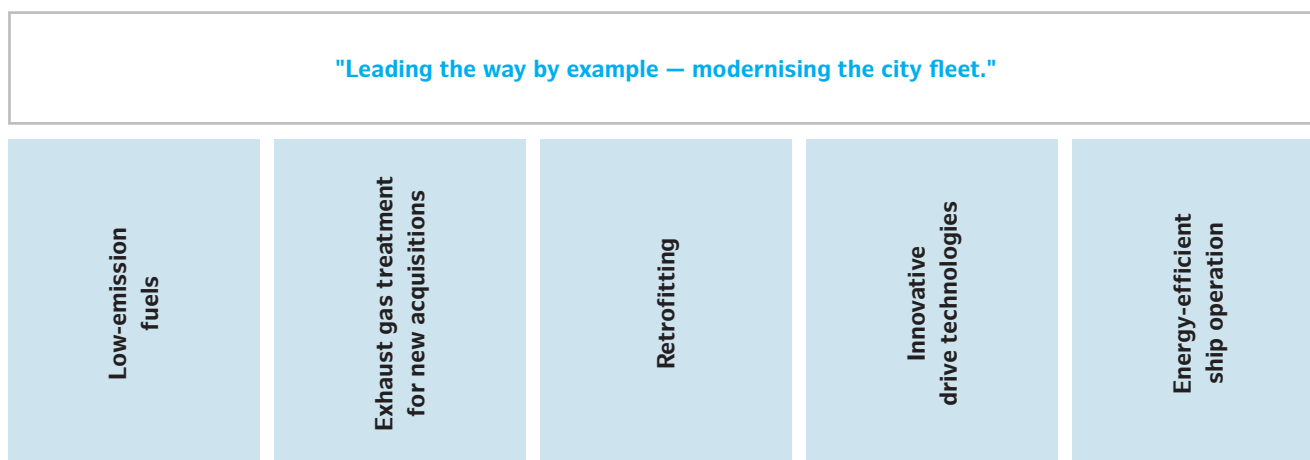 "Leading the way by example — modernising the city fleet."
Low-emission
fuels
Exhaust gas treatment
for new acquisitions
Retrofitting
Innovative
drive technologies
Energy-efficient
ship operation